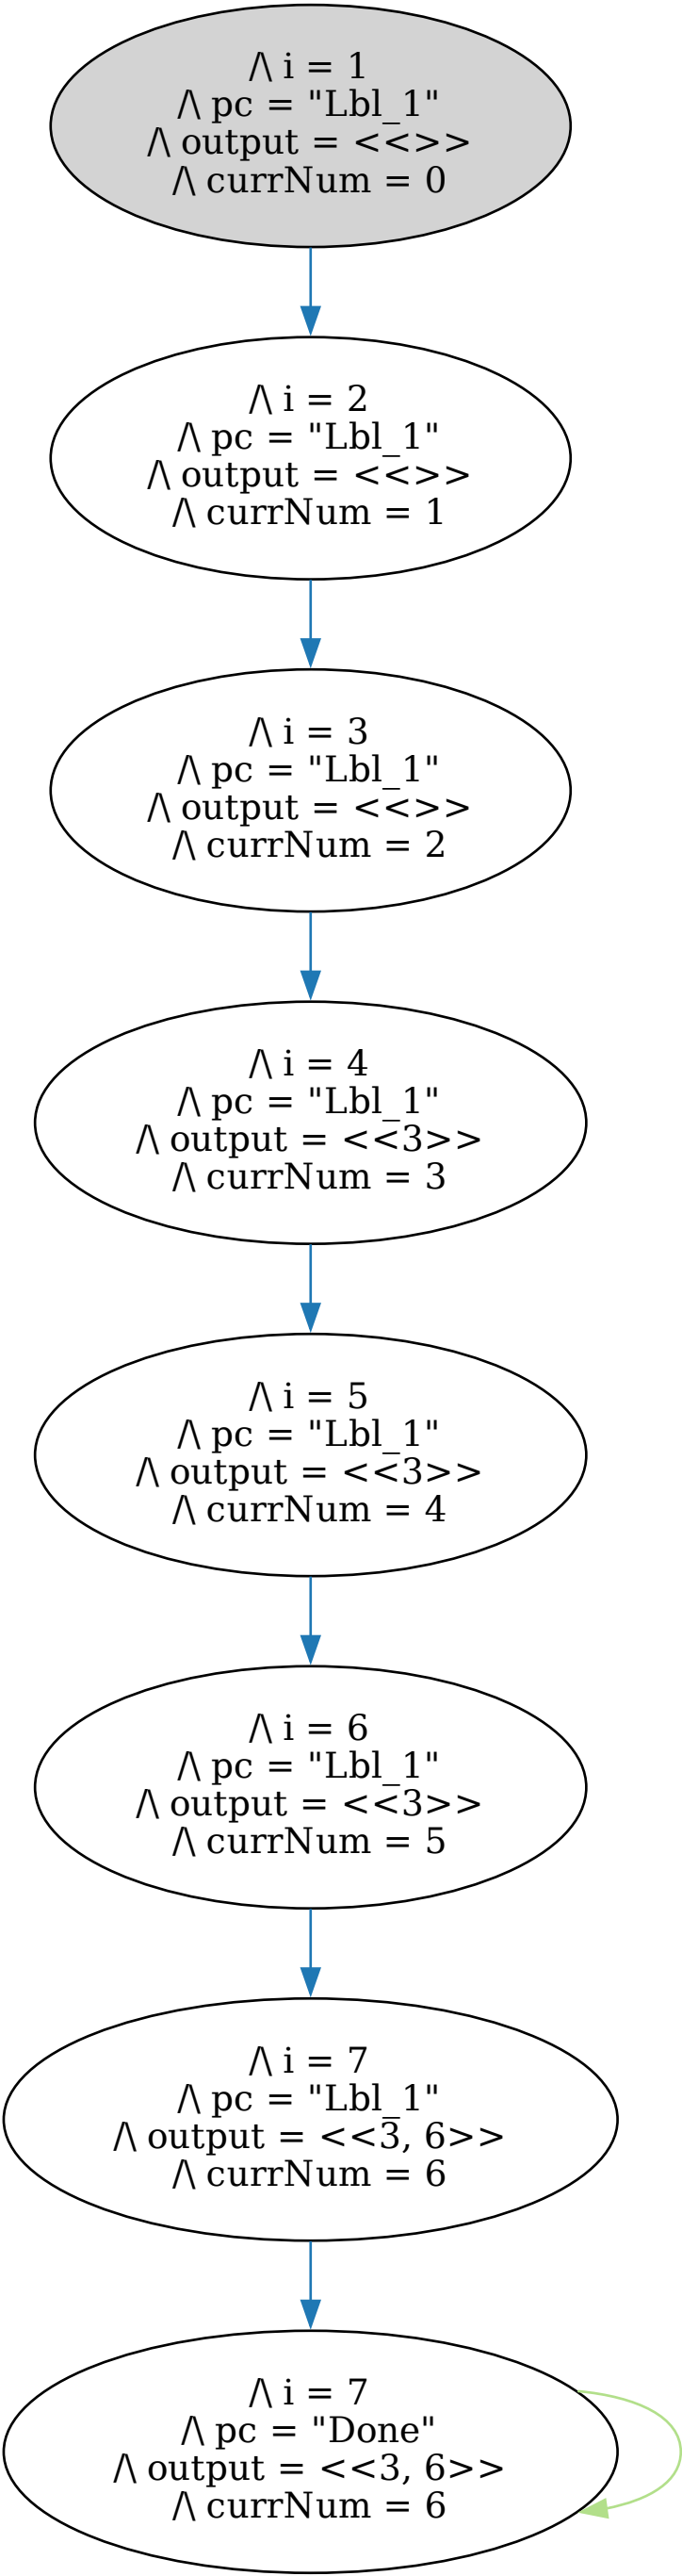 /\ i = 1
/\ pc = "Lbl_1"
/\ output = <<>>
/\ currNum = 0
/\ i = 2
/\ pc = "Lbl_1"
/\ output = <<>>
/\ currNum = 1
/\ i = 3
/\ pc = "Lbl_1"
/\ output = <<>>
/\ currNum = 2
/\ i = 4
/\ pc = "Lbl_1"
/\ output = <<3>>
/\ currNum = 3
/\ i = 5
/\ pc = "Lbl_1"
/\ output = <<3>>
/\ currNum = 4
/\ i = 6
/\ pc = "Lbl_1"
/\ output = <<3>>
/\ currNum = 5
/\ i = 7
/\ pc = "Lbl_1"
/\ output = <<3, 6>>
/\ currNum = 6
/\ i = 7
/\ pc = "Done"
/\ output = <<3, 6>>
/\ currNum = 6